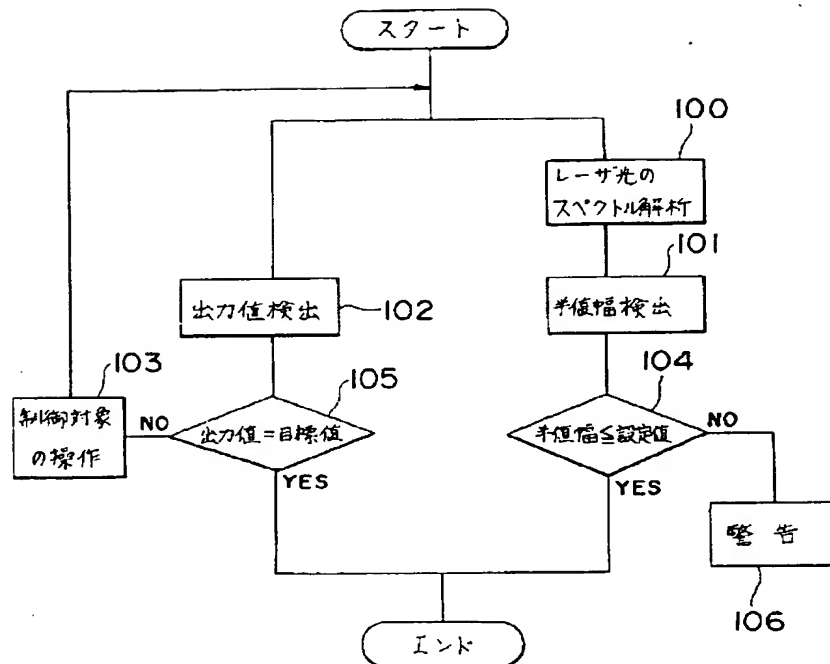 スタート
100
レーザ光の
スペクトル解析
101
出力値検出
102
半値幅検出
103
105
104
制御対象
の操作
NO
出力値=目標値
半値幅≦設定値
NO
YES
YES
警告
106
エンド